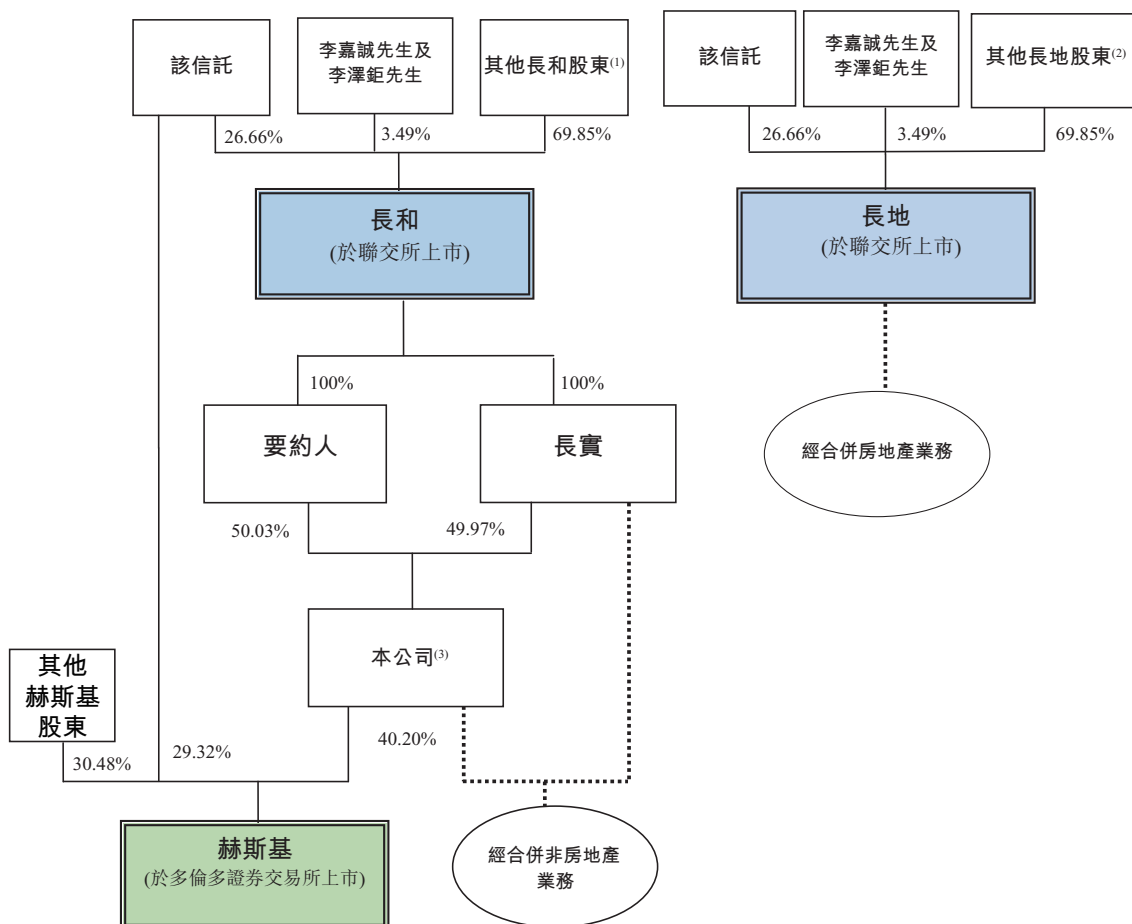 該信託
李嘉誠先生及
李澤鉅先生
其他長和股東(1)
26.66%
3.49%
69.85%
長和
(於聯交所上市)
該信託
李嘉誠先生及
李澤鉅先生
其他長地股東(2)
26.66%
3.49%
69.85%
長地
(於聯交所上市)
100%
100%
要約人
長實
經合併房地產業務
50.03%
49.97%
本公司(3)
其他
赫斯基
股東
30.48%
29.32%
40.20%
赫斯基
(於多倫多證券交易所上市)
經合併非房地產
業務